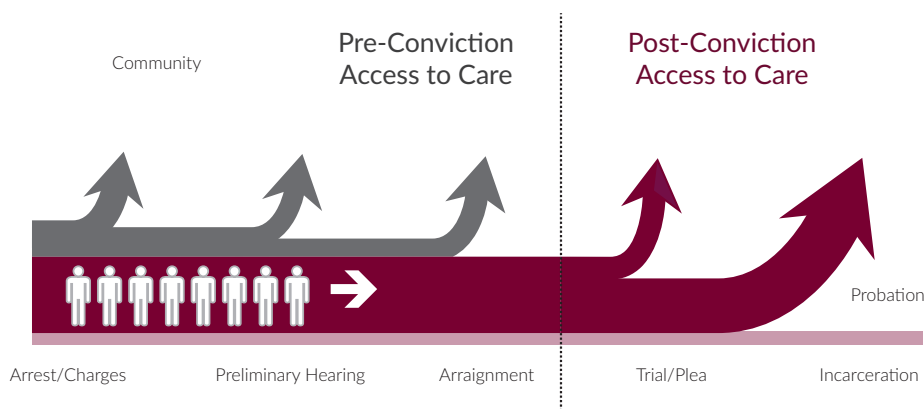 Pre-Conviction
Access to Care
Post-Conviction
Access to Care
Community
Probation
Arrest/Charges
Preliminary Hearing
Arraignment
Trial/Plea
Incarceration